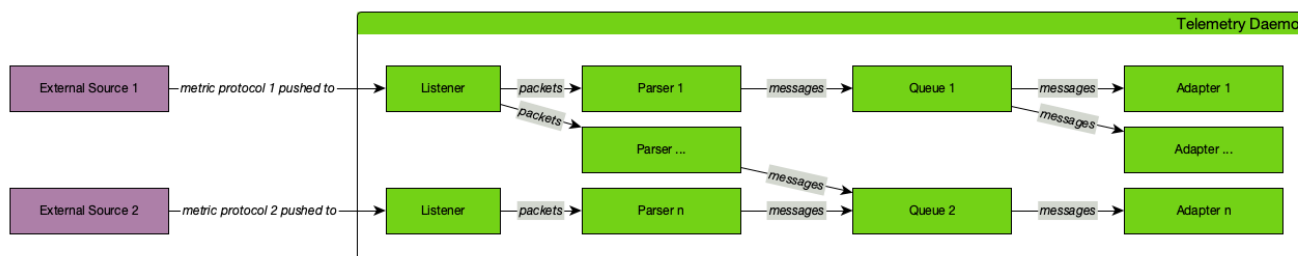 Telemetry Daemo
External Source 1
metric protocol 1 pushed to
Listener
packets
Parser 1
messages
Queue 1
messages
Adapter 1
packets
messages
Parser ...
Adapter ...
messages
External Source 2
metric protocol 2 pushed to
Listener
packets
Parser n
messages
Queue 2
messages
Adapter n